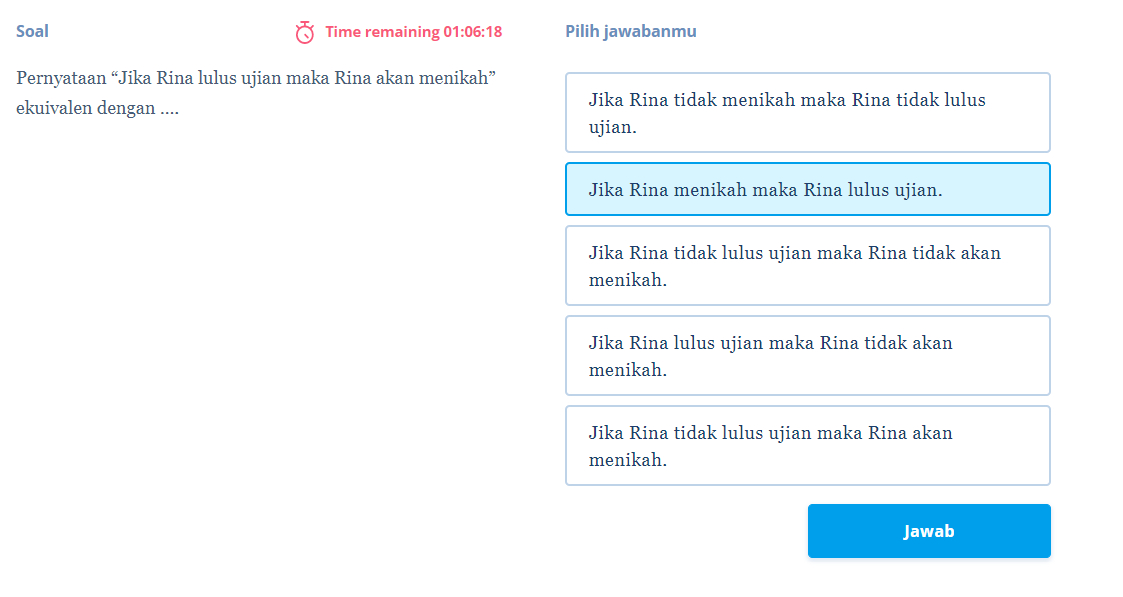 Soal
Time remaining 01:06:18
Pernyataan “Jika Rina lulus ujian maka Rina akan menikah”
ekuivalen dengan ....
Pilih jawabanmu
Jika Rina tidak menikah maka Rina tidak lulus
ujian.
Jika Rina menikah maka Rina lulus ujian.
Jika Rina tidak lulus ujian maka Rina tidak akan
menikah.
Jika Rina lulus ujian maka Rina tidak akan
menikah.
Jika Rina tidak lulus ujian maka Rina akan
menikah.
Jawab